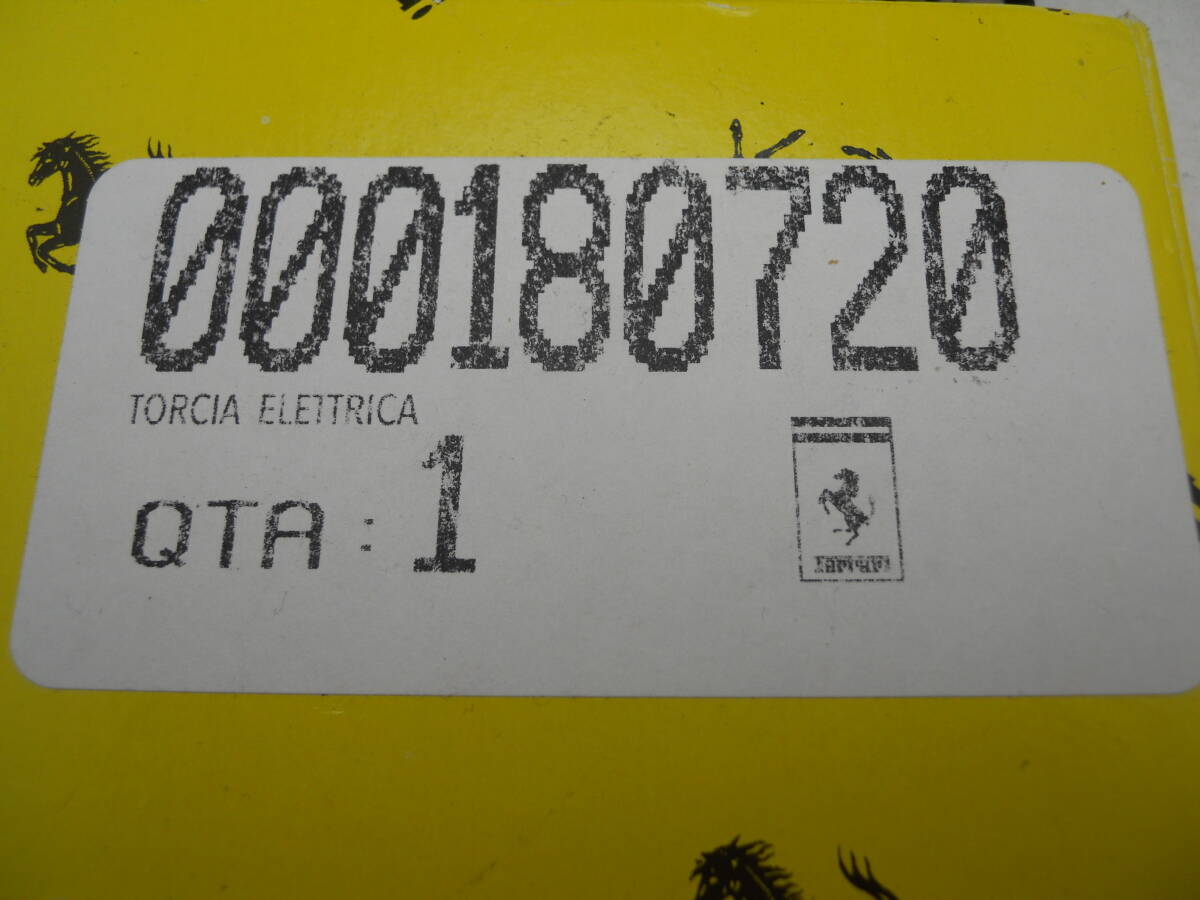 000180720
TORCIA ELETTRICA
QTA : 1